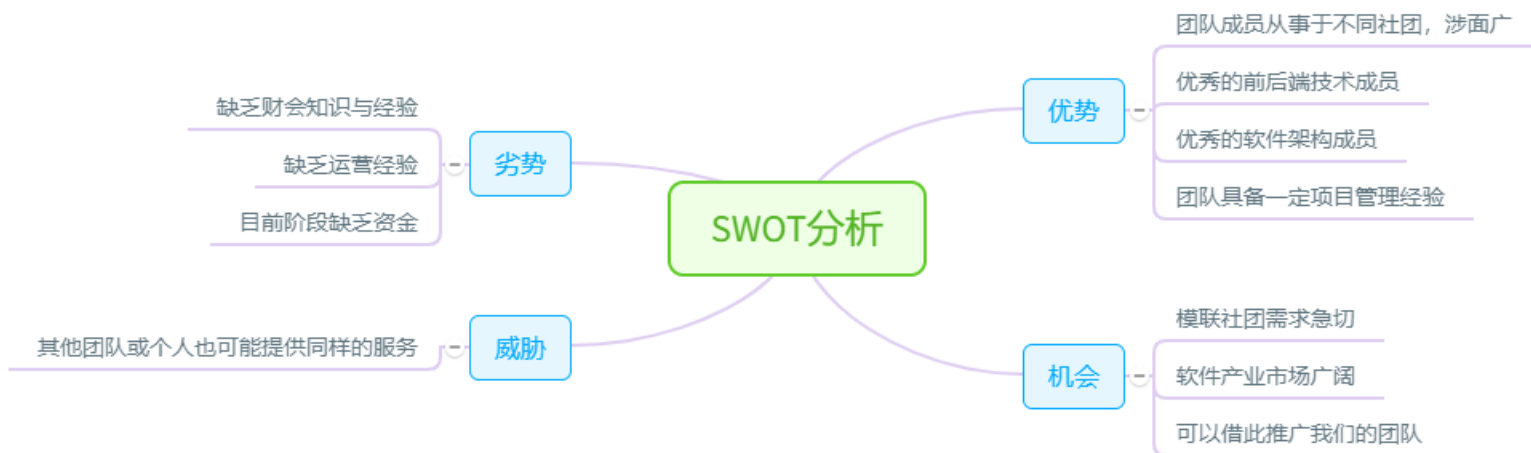 SWOT分析
优势
团队成员从事于不同社团，涉面广
优秀的前后端技术成员
优秀的软件架构成员
团队具备一定项目管理经验
劣势
缺乏财会知识与经验
缺乏运营经验
目前阶段缺乏资金
威胁
其他团队或个人也可能提供同样的服务
机会
模联社团需求急切
软件产业市场广阔
可以借此推广我们的团队